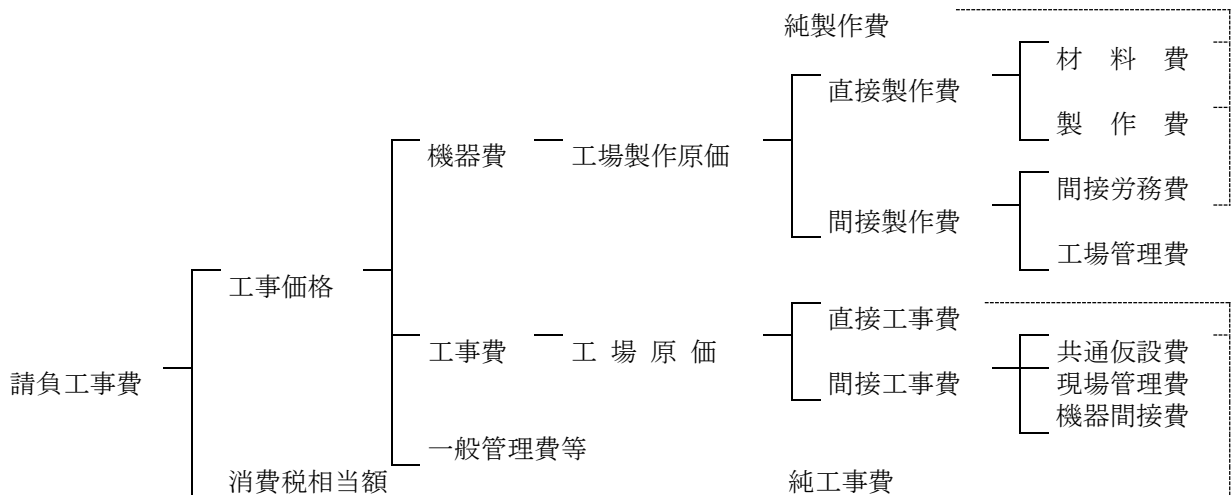 純製作費
材　料　費
直接製作費
製　作　費
機器費
工場製作原価
間接労務費
間接製作費
工場管理費
工事価格
直接工事費
工事費
工 場 原 価
共通仮設費
請負工事費
間接工事費
現場管理費
機器間接費
一般管理費等
消費税相当額
純工事費